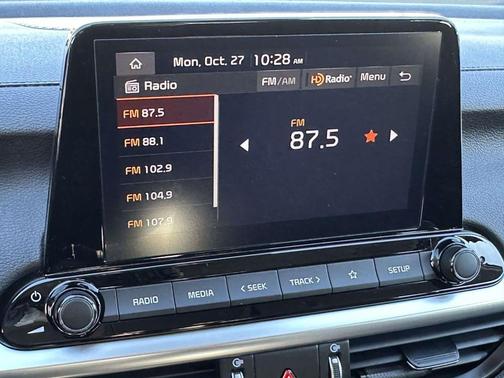 Mon, Oct. 27 10:28 AM
Radio FM/AM HD Radio® Menu
FM 87.5
FM 88.1
FM 102.9
FM 104.9
FM 107.9
FM
87.5
RADIO MEDIA < SEEK TRACK > SETUP